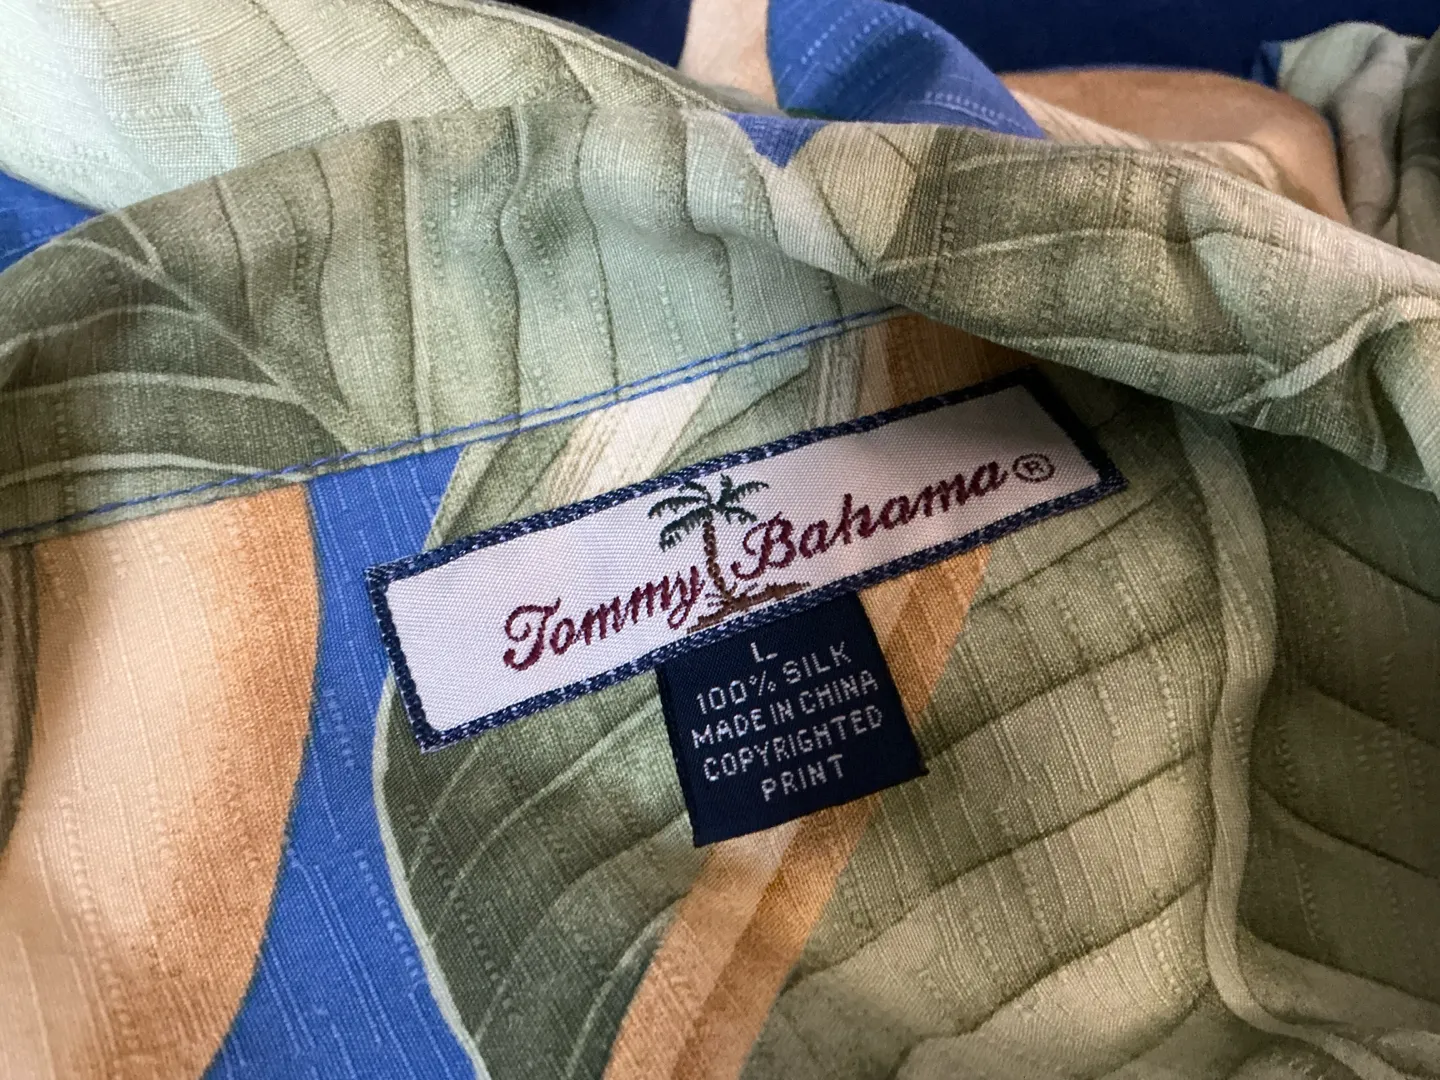 Tommy Bahama®
L
100% SILK
MADE IN CHINA
COPYRIGHTED
PRINT